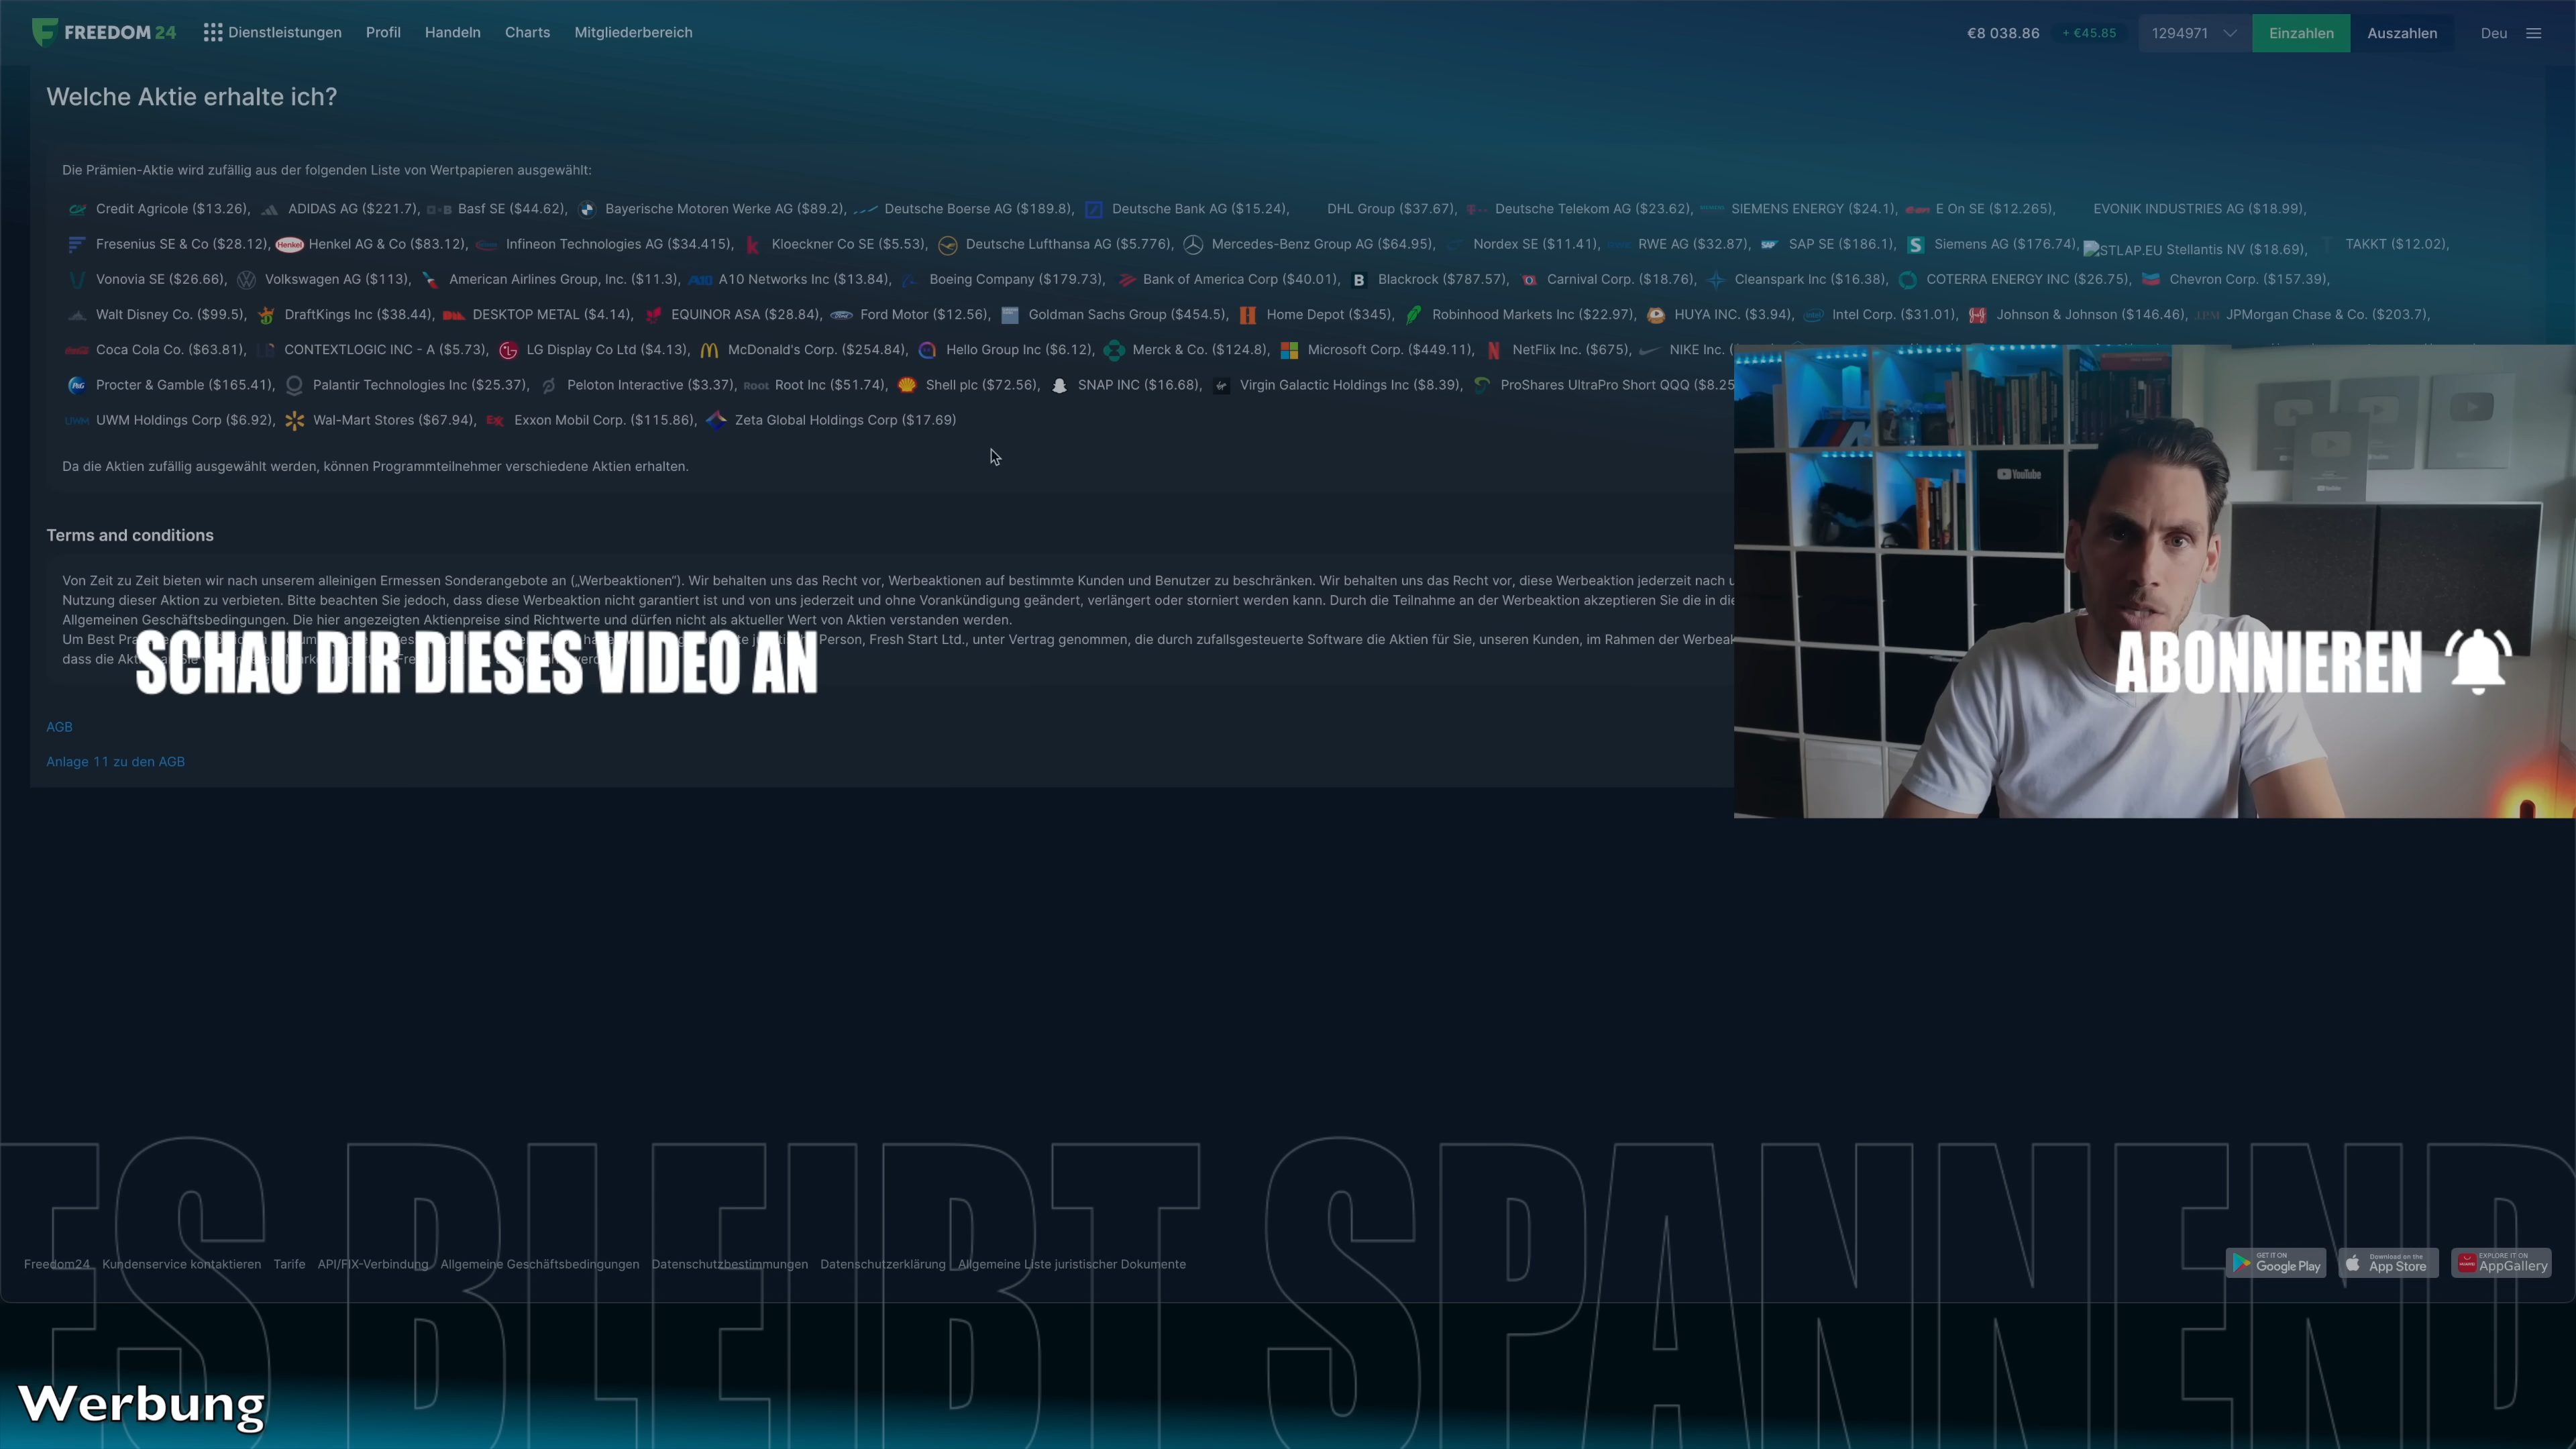 FREEDOM 24 Dienstleistungen Profil Handeln Charts Mitgliederbereich €8 038.86 + €45.85 1294971 Einzahlen Auszahlen Deu
Welche Aktie erhalte ich?
Die Prämien-Aktie wird zufällig aus der folgenden Liste von Wertpapieren ausgewählt:
Credit Agricole ($13.26), ADIDAS AG ($221.7), Basf SE ($44.62), Bayerische Motoren Werke AG ($89.2), Deutsche Boerse AG ($189.8), Deutsche Bank AG ($15.24), DHL Group ($37.67), Deutsche Telekom AG ($23.62), SIEMENS ENERGY ($24.1), E On SE ($12.265), EVONIK INDUSTRIES AG ($18.99),
Fresenius SE & Co ($28.12), Henkel AG & Co ($83.12), Infineon Technologies AG ($34.415), Kloeckner Co SE ($5.53), Deutsche Lufthansa AG ($5.776), Mercedes-Benz Group AG ($64.95), Nordex SE ($11.41), RWE AG ($32.87), SAP SE ($186.1), Siemens AG ($176.74), STLAP.EU Stellantis NV ($18.69), TAKKT ($12.02),
Vonovia SE ($26.66), Volkswagen AG ($113), American Airlines Group, Inc. ($11.3), A10 Networks Inc ($13.84), Boeing Company ($179.73), Bank of America Corp ($40.01), Blackrock ($787.57), Carnival Corp. ($18.76), Cleanspark Inc ($16.38), COTERRA ENERGY INC ($26.75), Chevron Corp. ($157.39),
Walt Disney Co. ($99.5), DraftKings Inc ($38.44), DESKTOP METAL ($4.14), EQUINOR ASA ($28.84), Ford Motor ($12.56), Goldman Sachs Group ($454.5), Home Depot ($345), Robinhood Markets Inc ($22.97), HUYA INC. ($3.94), Intel Corp. ($31.01), Johnson & Johnson ($146.46), JPMorgan Chase & Co. ($203.7),
Coca Cola Co. ($63.81), CONTEXTLOGIC INC - A ($5.73), LG Display Co Ltd ($4.13), McDonald's Corp. ($254.84), Hello Group Inc ($6.12), Merck & Co. ($124.8), Microsoft Corp. ($449.11), NetFlix Inc. ($675), NIKE Inc. (
Procter & Gamble ($165.41), Palantir Technologies Inc ($25.37), Peloton Interactive ($3.37), Root Inc ($51.74), Shell plc ($72.56), SNAP INC ($16.68), Virgin Galactic Holdings Inc ($8.39), ProShares UltraPro Short QQQ ($8.25
UWM Holdings Corp ($6.92), Wal-Mart Stores ($67.94), Exxon Mobil Corp. ($115.86), Zeta Global Holdings Corp ($17.69)
Da die Aktien zufällig ausgewählt werden, können Programmteilnehmer verschiedene Aktien erhalten.
YouTube
Terms and conditions
Von Zeit zu Zeit bieten wir nach unserem alleinigen Ermessen Sonderangebote an („Werbeaktionen“). Wir behalten uns das Recht vor, Werbeaktionen auf bestimmte Kunden und Benutzer zu beschränken. Wir behalten uns das Recht vor, diese Werbeaktion jederzeit nach
Nutzung dieser Aktion zu verbieten. Bitte beachten Sie jedoch, dass diese Werbeaktion nicht garantiert ist und von uns jederzeit und ohne Vorankündigung geändert, verlängert oder storniert werden kann. Durch die Teilnahme an der Werbeaktion akzeptieren Sie die in
Allgemeinen Geschäftsbedingungen. Die hier angezeigten Aktienpreise sind Richtwerte und dürfen nicht als aktueller Wert von Aktien verstanden werden.
Um Best Person, Fresh Start Ltd., unter Vertrag genommen, die durch zufallsgesteuerte Software die Aktien für Sie, unseren Kunden, im Rahmen der
dass die
SCHAU DIR DIESES VIDEO AN
ABONNIEREN
AGB
Anlage 11 zu den AGB
ES BLEIBT SPANNEND
Freedom24 Kundenservice kontaktieren Tarife API/FIX-Verbindung Allgemeine Geschäftsbedingungen Datenschutzbestimmungen Datenschutzerklärung Allgemeine Liste juristischer Dokumente
GET IT ON Google Play Download on the App Store EXPLORE IT ON AppGallery
Werbung